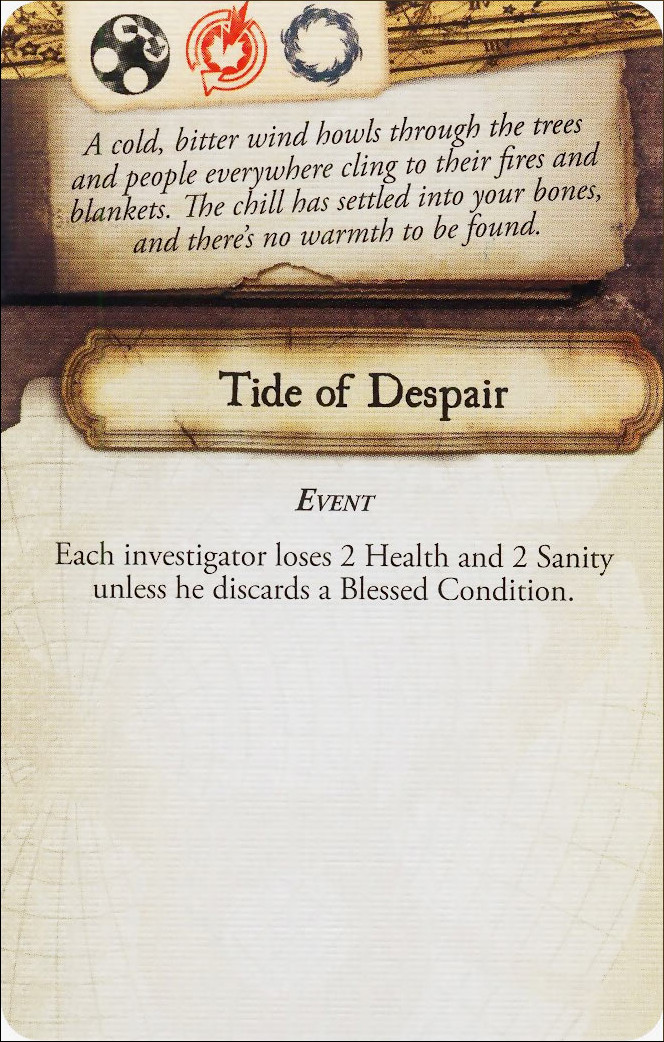 A cold, bitter wind howls through the trees
and people everywhere cling to their fires and
blankets. The chill has settled into your bones,
and there's no warmth to be found.
Tide of Despair
Event
Each investigator loses 2 Health and 2 Sanity
unless he discards a Blessed Condition.